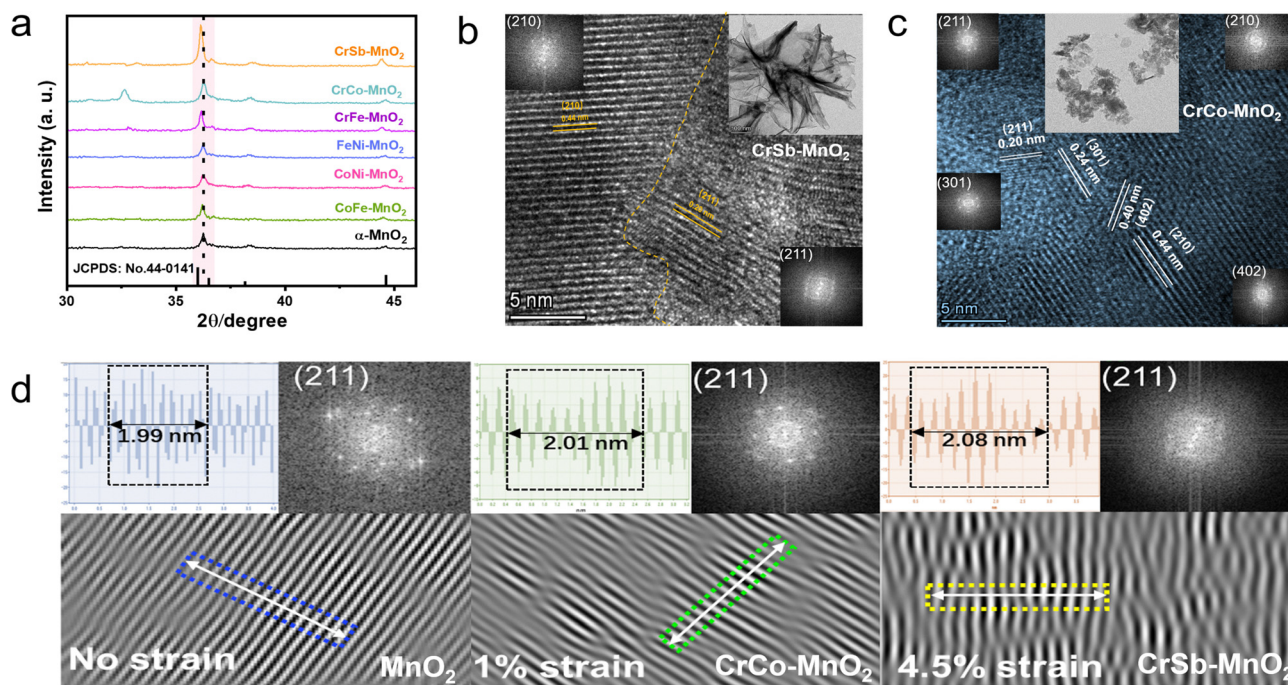 a
Intensity (a. u.)
CrSb-MnO₂
CrCo-MnO₂
CrFe-MnO₂
FeNi-MnO₂
CoNi-MnO₂
CoFe-MnO₂
α-MnO₂
JCPDS: No.44-0141
30 35 40 45
2θ/degree
b
(210)
(210)
0.44 nm
CrSb-MnO₂
(211)
(211)
5 nm
c
(211)
(210)
CrCo-MnO₂
(211)
0.20 nm
(301)
0.24 nm
(301)
0.40 nm
(402)
(210)
0.44 nm
(402)
5 nm
d
1.99 nm
(211)
2.01 nm
(211)
2.08 nm
(211)
No strain
MnO₂
1% strain
CrCo-MnO₂
4.5% strain
CrSb-MnO₂